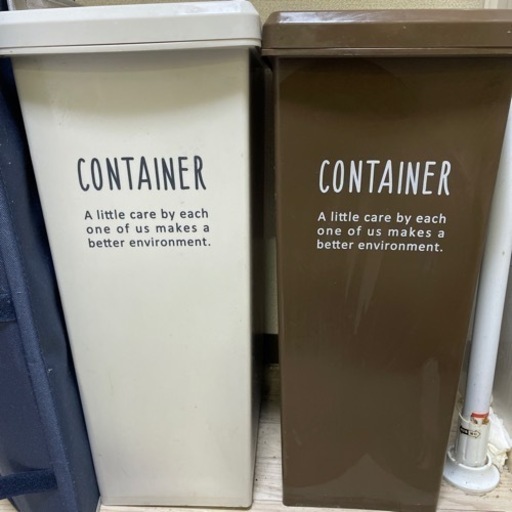 CONTAINER
A little care by each
one of us makes a
better environment.
CONTAINER
A little care by each
one of us makes a
better environment.